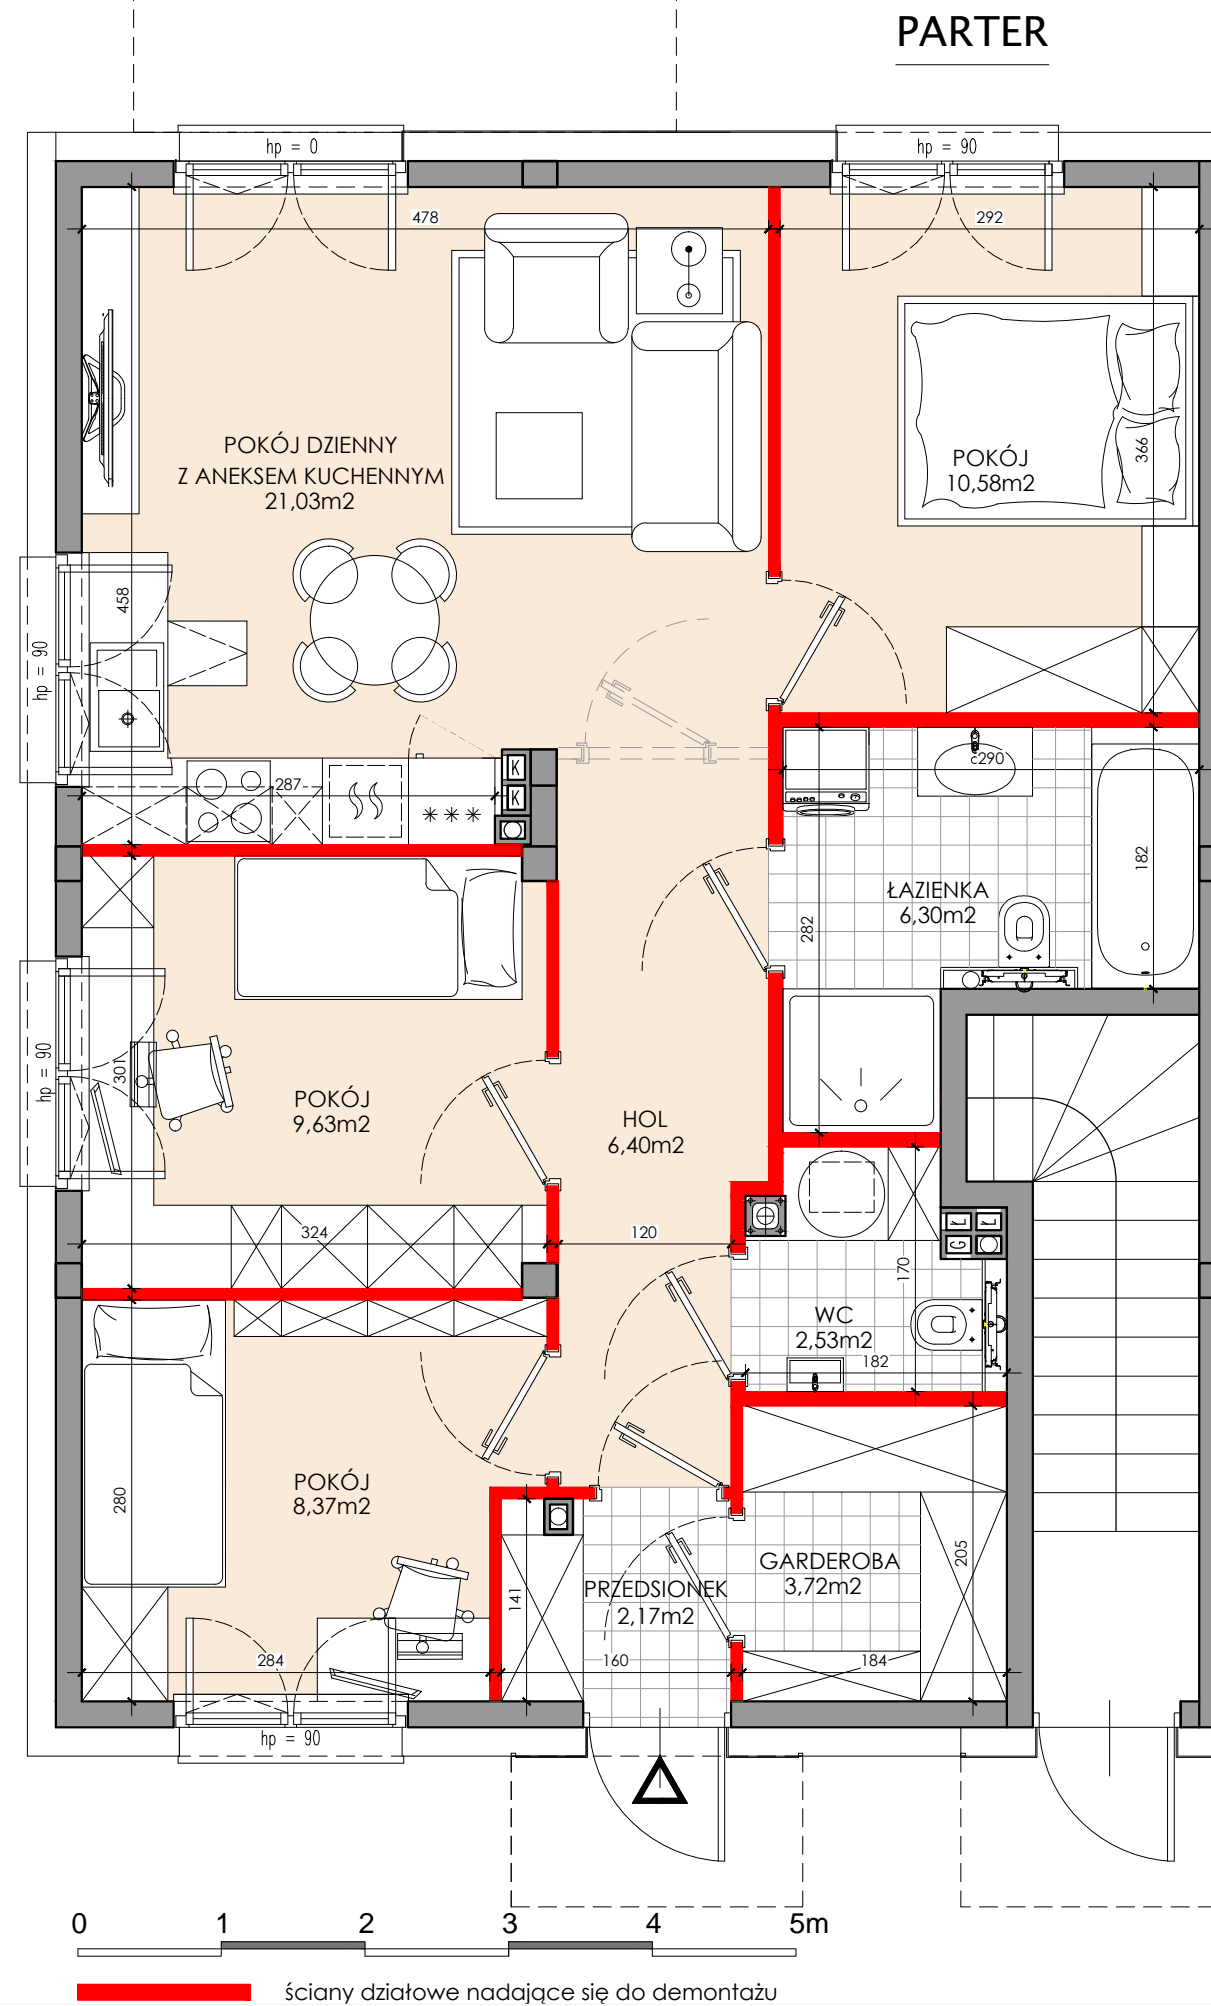 PARTER
hp = 0
hp = 90
478
292
POKÓJ DZIENNY
Z ANEKSEM KUCHENNYM
21,03m2
POKÓJ
10,58m2
366
458
hp = 90
287
K
K
***
c290
ŁAZIENKA
6,30m2
182
282
hp = 90
301
POKÓJ
9,63m2
HOL
6,40m2
324
120
G
Ł
Ł
170
WC
2,53m2
182
POKÓJ
8,37m2
280
141
PRZEDSIONEK
2,17m2
GARDEROBA
3,72m2
205
284
160
184
hp = 90
0 1 2 3 4 5m
ściany działowe nadające się do demontażu